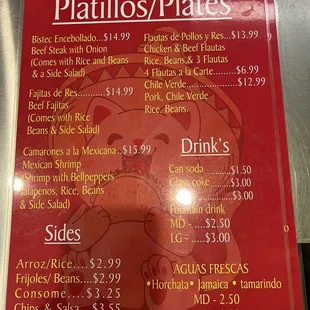 Platillos/Plates
Bistec Encebollado...$14.99
Beef Steak with Onion
(Comes with Rice and Beans
& a Side Salad)
Fajitas de Res...........$14.99
Beef Fajitas
(Comes with Rice
Beans & Side Salad)
Camarones a la Mexicana..$15.99
Mexican Shrimp
(Shrimp with Bellpeppers
Jalapenos, Rice, Beans
& Side Salad)
Sides
Arroz/Rice....$2.99
Frijoles/Beans....$2.99
Consome....$3.25
Chips & Salsa....$3.55
Flautas de Pollos y Res...$13.99
Chicken & Beef Flautas
Rice, Beans,& 3 Flautas
4 Flautas a la Carte......$6.99
Chile Verde................$12.99
Pork, Chile Verde
Rice, Beans.
Drink's
Can soda .............$1.50
Glass coke ..........$3.00
$3.00
Fountain drink
MD - ....$2.50
LG -.....$3.00
AGUAS FRESCAS
•Horchata• Jamaica • tamarindo
MD - 2.50